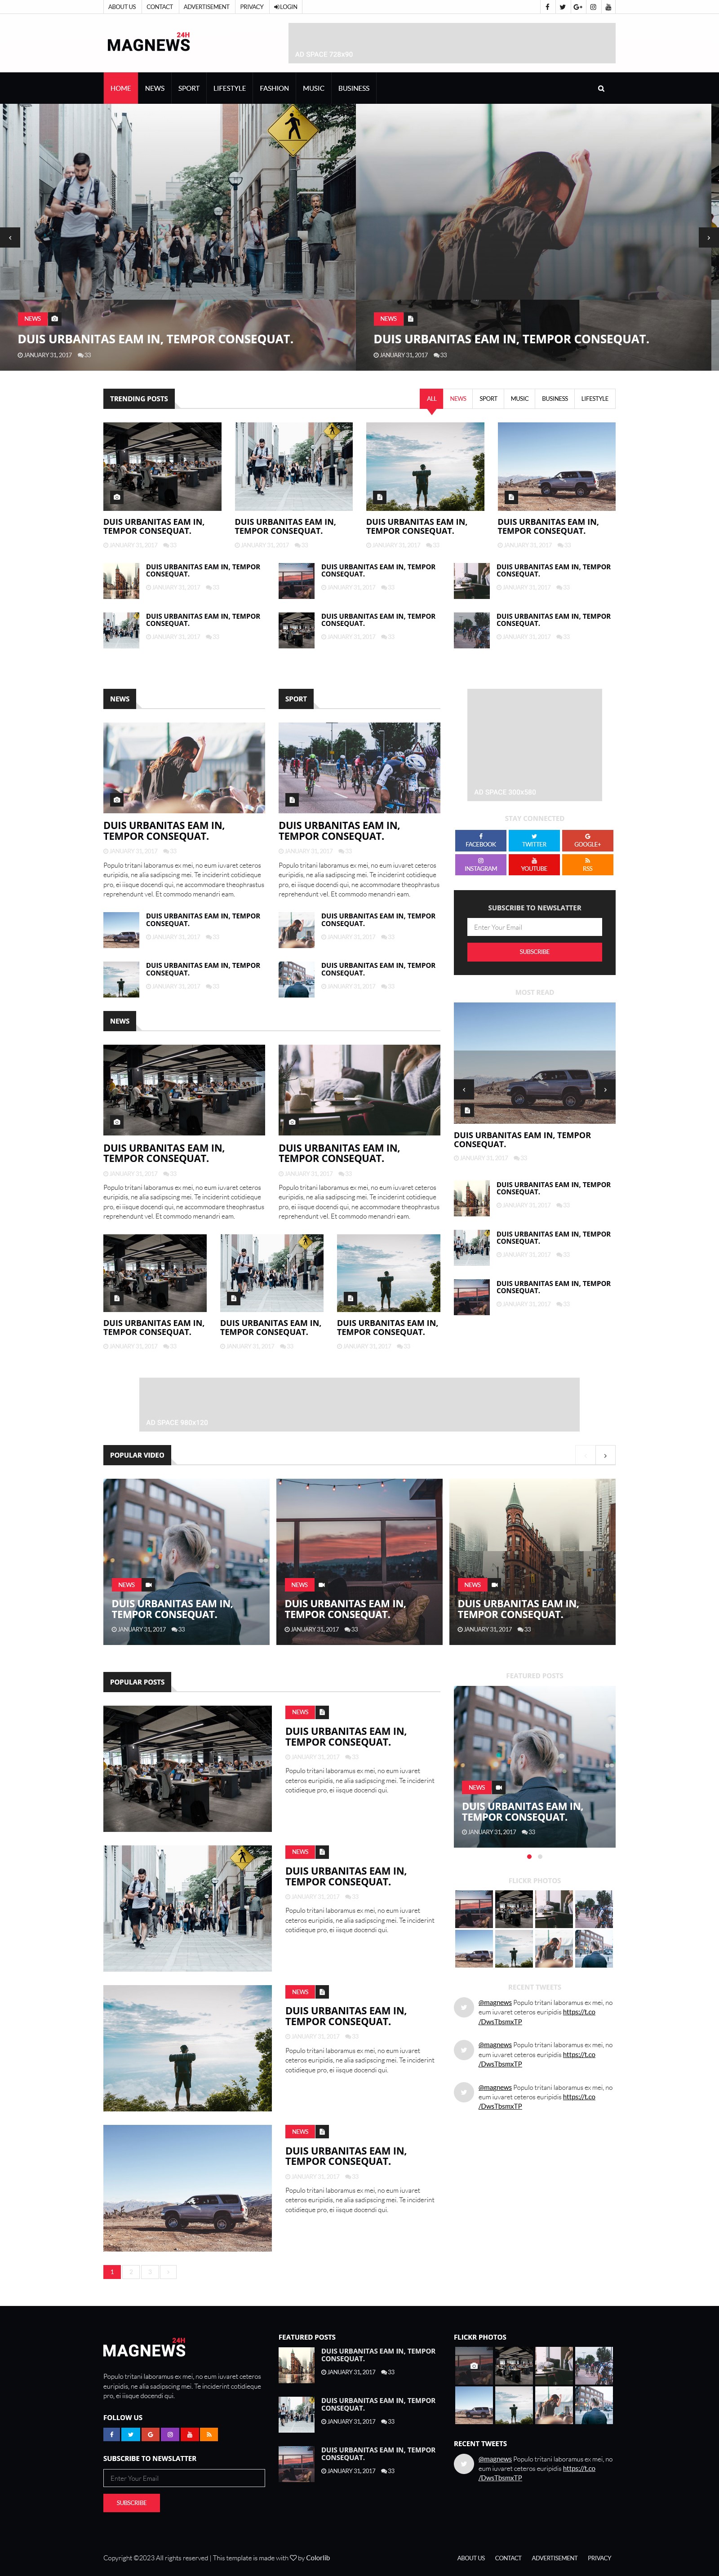 ABOUT US CONTACT ADVERTISEMENT PRIVACY LOGIN
MAGNEWS 24H
AD SPACE 728x90
HOME NEWS SPORT LIFESTYLE FASHION MUSIC BUSINESS
NEWS
DUIS URBANITAS EAM IN, TEMPOR CONSEQUAT.
JANUARY 31, 2017 33
NEWS
DUIS URBANITAS EAM IN, TEMPOR CONSEQUAT.
JANUARY 31, 2017 33
TRENDING POSTS
ALL NEWS SPORT MUSIC BUSINESS LIFESTYLE
DUIS URBANITAS EAM IN,
TEMPOR CONSEQUAT.
JANUARY 31, 2017 33
DUIS URBANITAS EAM IN,
TEMPOR CONSEQUAT.
JANUARY 31, 2017 33
DUIS URBANITAS EAM IN,
TEMPOR CONSEQUAT.
JANUARY 31, 2017 33
DUIS URBANITAS EAM IN,
TEMPOR CONSEQUAT.
JANUARY 31, 2017 33
DUIS URBANITAS EAM IN, TEMPOR
CONSEQUAT.
JANUARY 31, 2017 33
DUIS URBANITAS EAM IN, TEMPOR
CONSEQUAT.
JANUARY 31, 2017 33
DUIS URBANITAS EAM IN, TEMPOR
CONSEQUAT.
JANUARY 31, 2017 33
DUIS URBANITAS EAM IN, TEMPOR
CONSEQUAT.
JANUARY 31, 2017 33
DUIS URBANITAS EAM IN, TEMPOR
CONSEQUAT.
JANUARY 31, 2017 33
DUIS URBANITAS EAM IN, TEMPOR
CONSEQUAT.
JANUARY 31, 2017 33
NEWS
DUIS URBANITAS EAM IN,
TEMPOR CONSEQUAT.
JANUARY 31, 2017 33
Populo tritani laboramus ex mei, no eum iuvaret ceteros
euripidis, ne alia sadipscing mei. Te inciderint cotidieque
pro, ei iisque docendi qui, ne accommodare theophrastus
reprehendunt vel. Et commodo menandri eam.
DUIS URBANITAS EAM IN, TEMPOR
CONSEQUAT.
JANUARY 31, 2017 33
DUIS URBANITAS EAM IN, TEMPOR
CONSEQUAT.
JANUARY 31, 2017 33
SPORT
DUIS URBANITAS EAM IN,
TEMPOR CONSEQUAT.
JANUARY 31, 2017 33
Populo tritani laboramus ex mei, no eum iuvaret ceteros
euripidis, ne alia sadipscing mei. Te inciderint cotidieque
pro, ei iisque docendi qui, ne accommodare theophrastus
reprehendunt vel. Et commodo menandri eam.
DUIS URBANITAS EAM IN, TEMPOR
CONSEQUAT.
JANUARY 31, 2017 33
DUIS URBANITAS EAM IN, TEMPOR
CONSEQUAT.
JANUARY 31, 2017 33
NEWS
DUIS URBANITAS EAM IN,
TEMPOR CONSEQUAT.
JANUARY 31, 2017 33
Populo tritani laboramus ex mei, no eum iuvaret ceteros
euripidis, ne alia sadipscing mei. Te inciderint cotidieque
pro, ei iisque docendi qui, ne accommodare theophrastus
reprehendunt vel. Et commodo menandri eam.
DUIS URBANITAS EAM IN,
TEMPOR CONSEQUAT.
JANUARY 31, 2017 33
Populo tritani laboramus ex mei, no eum iuvaret ceteros
euripidis, ne alia sadipscing mei. Te inciderint cotidieque
pro, ei iisque docendi qui, ne accommodare theophrastus
reprehendunt vel. Et commodo menandri eam.
DUIS URBANITAS EAM IN,
TEMPOR CONSEQUAT.
JANUARY 31, 2017 33
DUIS URBANITAS EAM IN,
TEMPOR CONSEQUAT.
JANUARY 31, 2017 33
DUIS URBANITAS EAM IN,
TEMPOR CONSEQUAT.
JANUARY 31, 2017 33
AD SPACE 300x500
STAY CONNECTED
FACEBOOK TWITTER GOOGLE+
INSTAGRAM YOUTUBE RSS
SUBSCRIBE TO NEWSLATTER
Enter Your Email
SUBSCRIBE
MOST READ
DUIS URBANITAS EAM IN, TEMPOR
CONSEQUAT.
JANUARY 31, 2017 33
DUIS URBANITAS EAM IN, TEMPOR
CONSEQUAT.
JANUARY 31, 2017 33
DUIS URBANITAS EAM IN, TEMPOR
CONSEQUAT.
JANUARY 31, 2017 33
DUIS URBANITAS EAM IN, TEMPOR
CONSEQUAT.
JANUARY 31, 2017 33
AD SPACE 980x120
POPULAR VIDEO
NEWS
DUIS URBANITAS EAM IN,
TEMPOR CONSEQUAT.
JANUARY 31, 2017 33
NEWS
DUIS URBANITAS EAM IN,
TEMPOR CONSEQUAT.
JANUARY 31, 2017 33
NEWS
DUIS URBANITAS EAM IN,
TEMPOR CONSEQUAT.
JANUARY 31, 2017 33
POPULAR POSTS
NEWS
DUIS URBANITAS EAM IN,
TEMPOR CONSEQUAT.
JANUARY 31, 2017 33
Populo tritani laboramus ex mei, no eum iuvaret
ceteros euripidis, ne alia sadipscing mei. Te inciderint
cotidieque pro, ei iisque docendi qui.
NEWS
DUIS URBANITAS EAM IN,
TEMPOR CONSEQUAT.
JANUARY 31, 2017 33
Populo tritani laboramus ex mei, no eum iuvaret
ceteros euripidis, ne alia sadipscing mei. Te inciderint
cotidieque pro, ei iisque docendi qui.
NEWS
DUIS URBANITAS EAM IN,
TEMPOR CONSEQUAT.
JANUARY 31, 2017 33
Populo tritani laboramus ex mei, no eum iuvaret
ceteros euripidis, ne alia sadipscing mei. Te inciderint
cotidieque pro, ei iisque docendi qui.
NEWS
DUIS URBANITAS EAM IN,
TEMPOR CONSEQUAT.
JANUARY 31, 2017 33
Populo tritani laboramus ex mei, no eum iuvaret
ceteros euripidis, ne alia sadipscing mei. Te inciderint
cotidieque pro, ei iisque docendi qui.
1 2 3
FEATURED POSTS
NEWS
DUIS URBANITAS EAM IN,
TEMPOR CONSEQUAT.
JANUARY 31, 2017 33
FLICKR PHOTOS
RECENT TWEETS
@magnews Populo tritani laboramus ex mei, no
eum iuvaret ceteros euripidis https://t.co
/DwsTbsmxTP
@magnews Populo tritani laboramus ex mei, no
eum iuvaret ceteros euripidis https://t.co
/DwsTbsmxTP
@magnews Populo tritani laboramus ex mei, no
eum iuvaret ceteros euripidis https://t.co
/DwsTbsmxTP
MAGNEWS 24H
Populo tritani laboramus ex mei, no eum iuvaret ceteros
euripidis, ne alia sadipscing mei. Te inciderint cotidieque
pro, ei iisque docendi qui.
FOLLOW US
SUBSCRIBE TO NEWSLATTER
Enter Your Email
SUBSCRIBE
FEATURED POSTS
DUIS URBANITAS EAM IN, TEMPOR
CONSEQUAT.
JANUARY 31, 2017 33
DUIS URBANITAS EAM IN, TEMPOR
CONSEQUAT.
JANUARY 31, 2017 33
DUIS URBANITAS EAM IN, TEMPOR
CONSEQUAT.
JANUARY 31, 2017 33
FLICKR PHOTOS
RECENT TWEETS
@magnews Populo tritani laboramus ex mei, no
eum iuvaret ceteros euripidis https://t.co
/DwsTbsmxTP
Copyright ©2023 All rights reserved | This template is made with by Colorlib
ABOUT US CONTACT ADVERTISEMENT PRIVACY